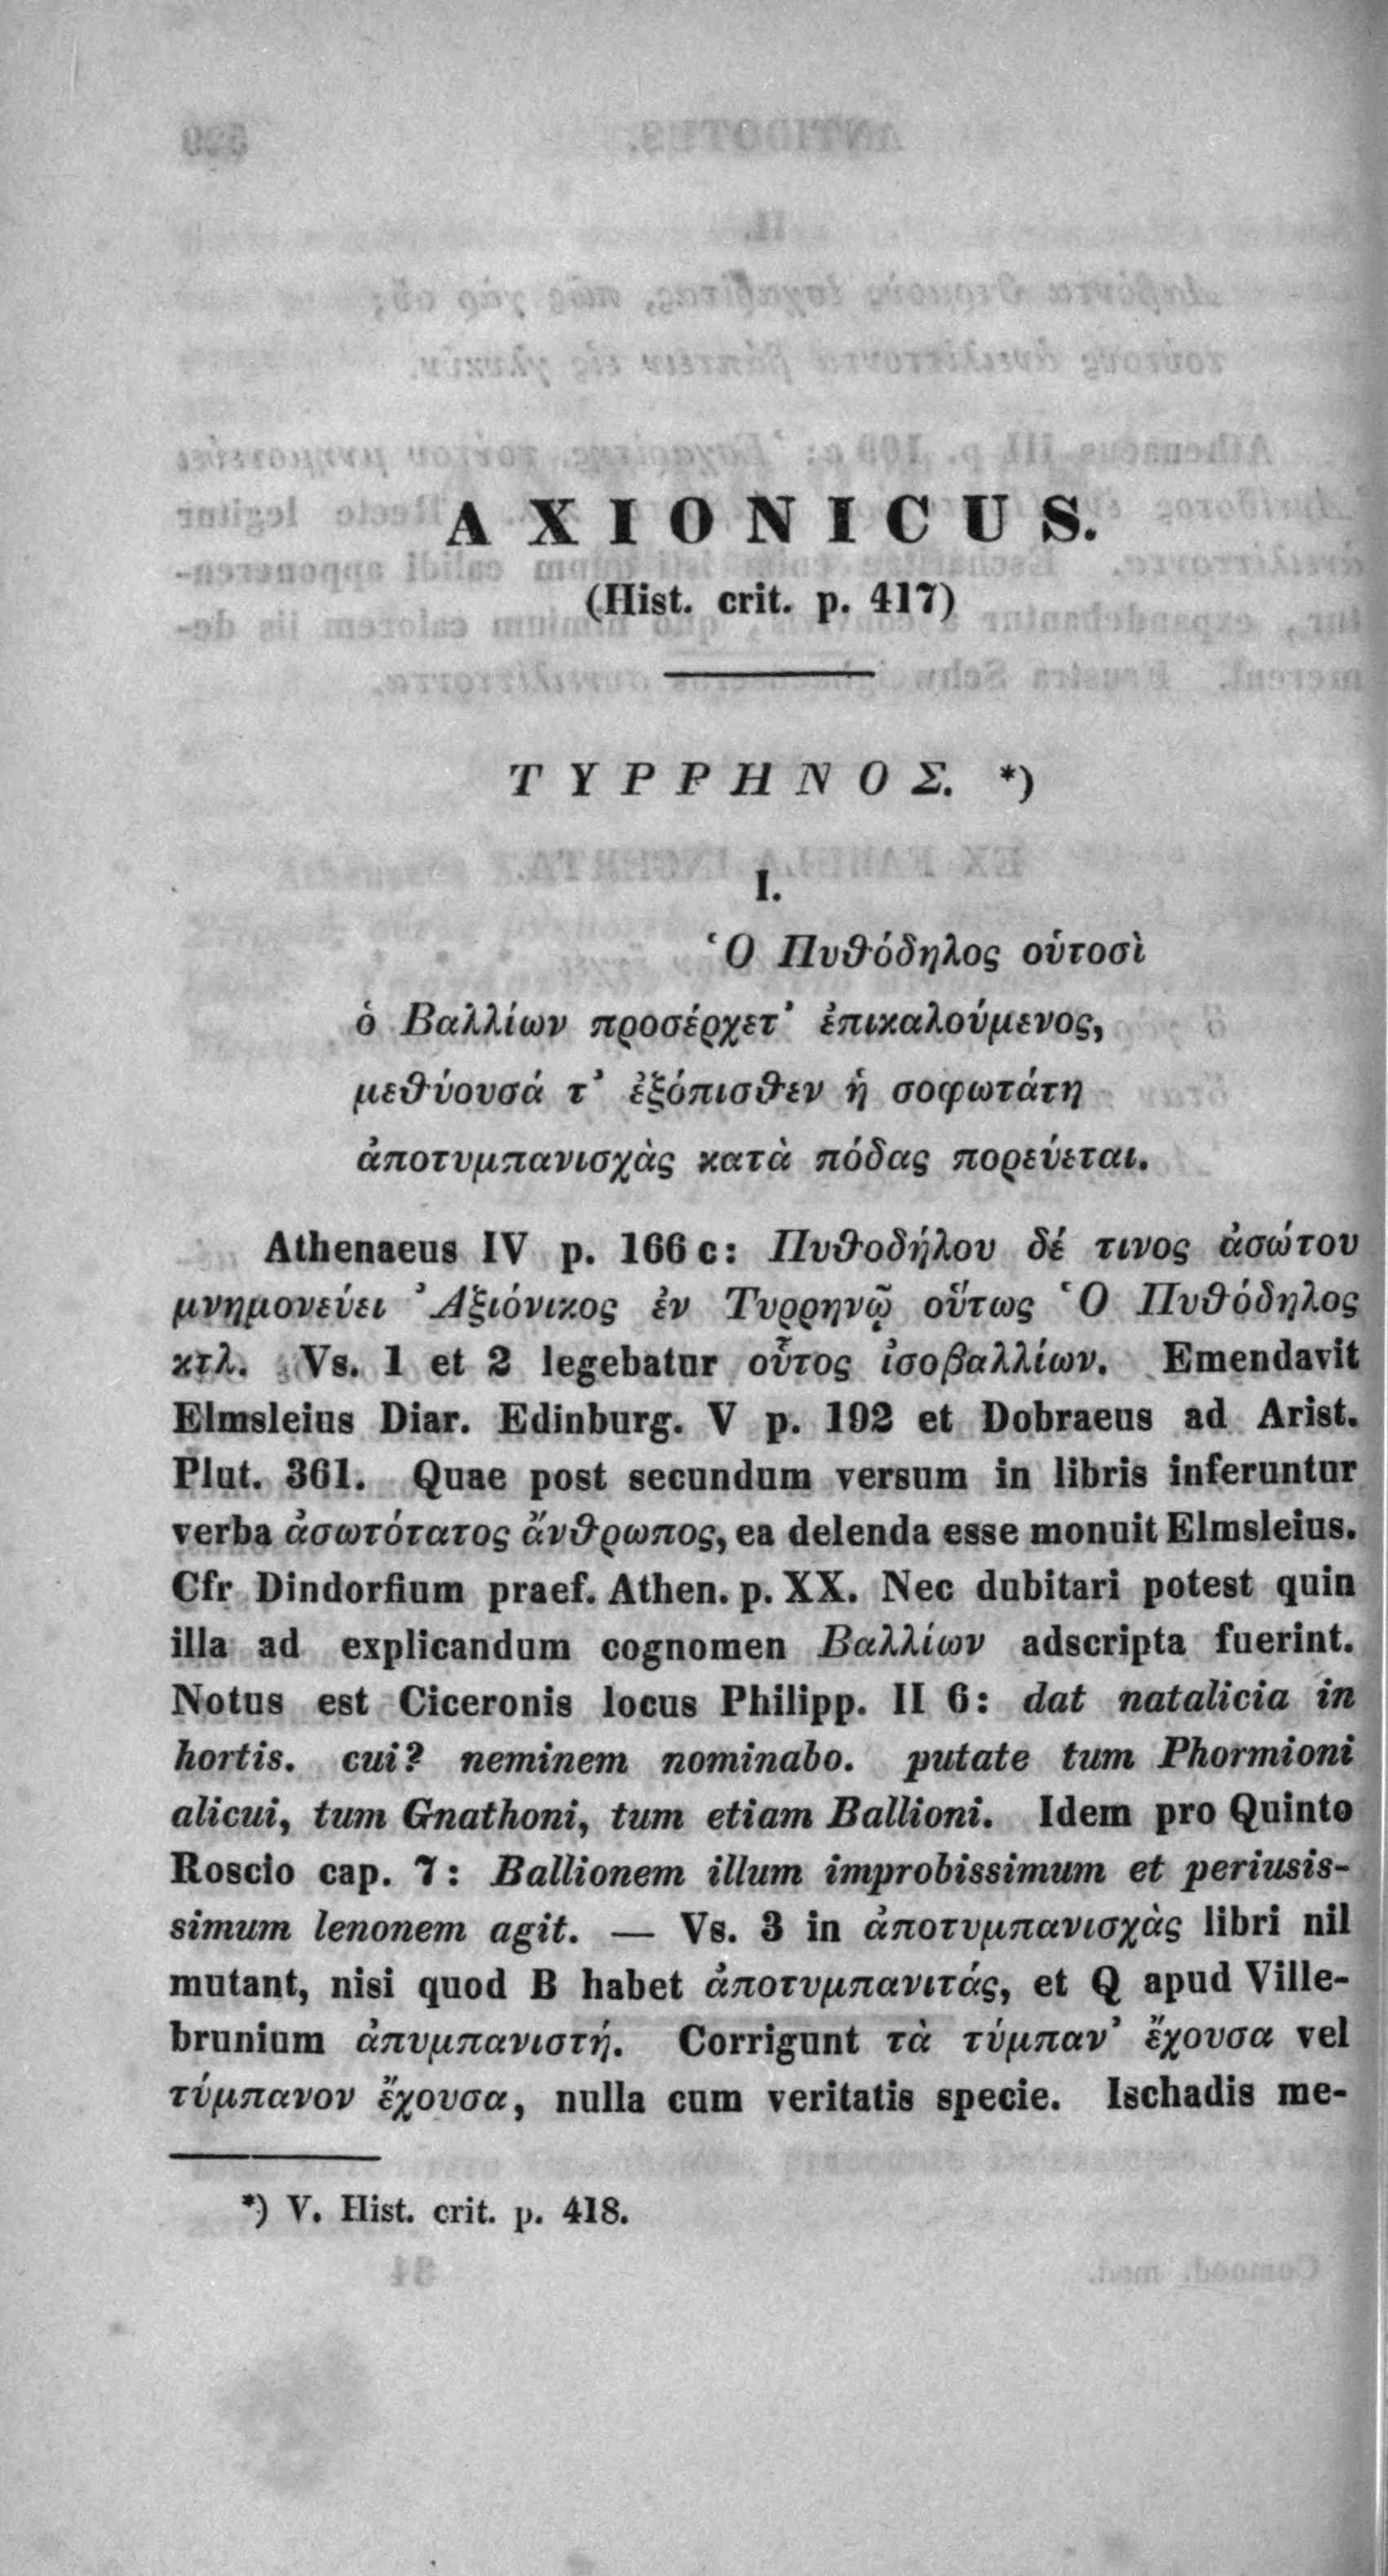 AXIONICUS.
(Hist. crit. p. 417)
ΤΥΡΡΗΝΟΣ. *)
I.
Ὁ Πυθόδηλος οὑτοσὶ
ὁ Βαλλίων προσέρχετ' ἐπικαλούμενος,
μεθύουσά τ' ἐξόπισθεν ἡ σοφωτάτη
ἀποτυμπανισχὰς κατὰ πόδας πορεύεται.
Athenaeus IV p. 166 c: Πυθοδήλου δέ τινος ἀσώτου
μνημονεύει Ἀξιόνικος ἐν Τυρρηνῷ οὕτως Ὁ Πυθόδηλος
κτλ. Vs. 1 et 2 legebatur οὗτος ἰσοβαλλίων. Emendavit
Elmsleius Diar. Edinburg. V p. 192 et Dobraeus ad Arist.
Plut. 361. Quae post secundum versum in libris inferuntur
verba ἀσωτότατος ἄνθρωπος, ea delenda esse monuit Elmsleius.
Cfr Dindorfium praef. Athen. p. XX. Nec dubitari potest quin
illa ad explicandum cognomen Βαλλίων adscripta fuerint.
Notus est Ciceronis locus Philipp. II 6: dat natalicia in
hortis. cui? neminem nominabo. putate tum Phormioni
alicui, tum Gnathoni, tum etiam Ballioni. Idem pro Quinto
Roscio cap. 7: Ballionem illum improbissimum et periusis-
simum lenonem agit. — Vs. 3 in ἀποτυμπανισχὰς libri nil
mutant, nisi quod B habet ἀποτυμπανιτάς, et Q apud Ville-
brunium ἀπυμπανιστή. Corrigunt τὰ τύμπαν' ἔχουσα vel
τύμπανον ἔχουσα, nulla cum veritatis specie. Ischadis me-
*) V. Hist. crit. p. 418.